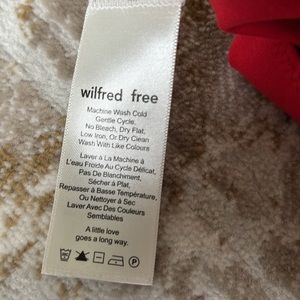 wilfred free
Machine Wash Cold
Gentle Cycle,
No Bleach, Dry Flat,
Low Iron, Or Dry Clean
Wash With Like Colours
Laver à La Machine à
L'eau Froide Au Cycle Délicat,
Pas De Blanchiment,
Sécher à Plat,
Repasser à Basse Température,
Ou Nettoyer à Sec
Laver Avec Des Couleurs
Semblables
A little love
goes a long way.
P